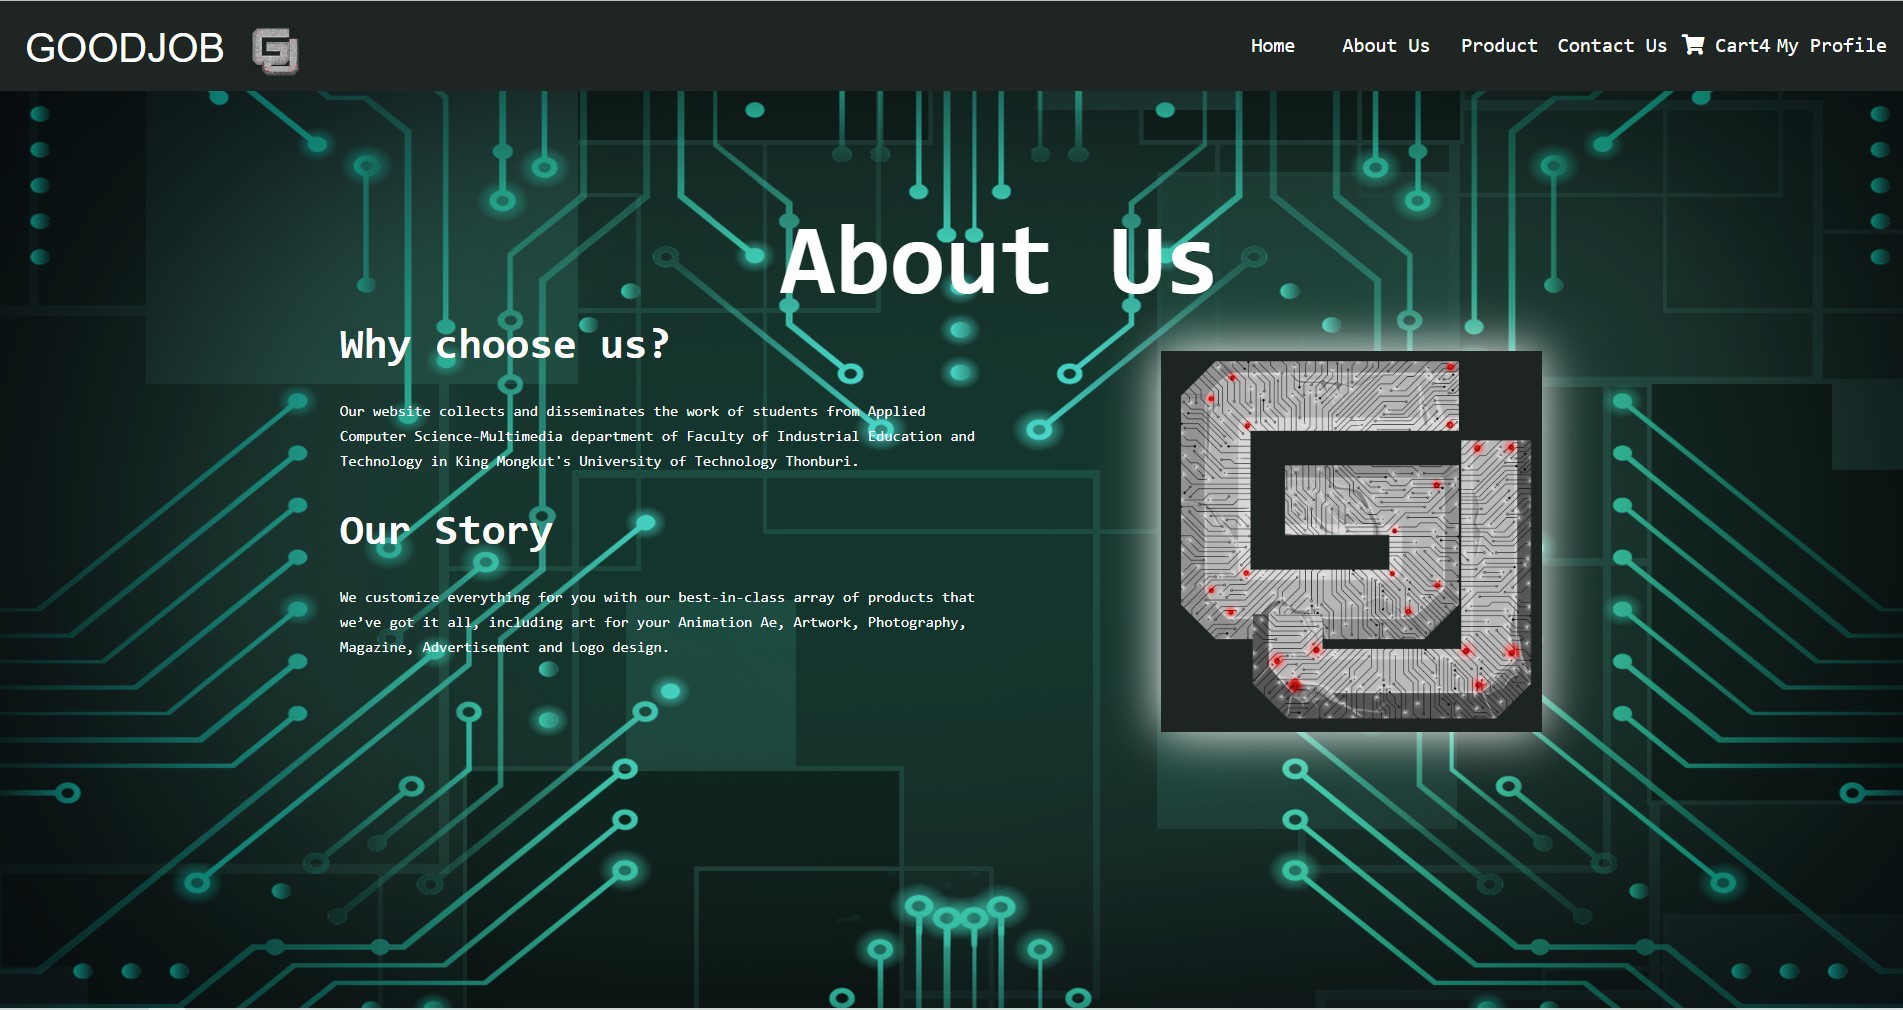 GOODJOB GJ Home About Us Product Contact Us Cart4 My Profile
About Us
Why choose us?
Our website collects and disseminates the work of students from Applied
Computer Science-Multimedia department of Faculty of Industrial Education and
Technology in King Mongkut's University of Technology Thonburi.
Our Story
We customize everything for you with our best-in-class array of products that
we’ve got it all, including art for your Animation Ae, Artwork, Photography,
Magazine, Advertisement and Logo design.
GJ